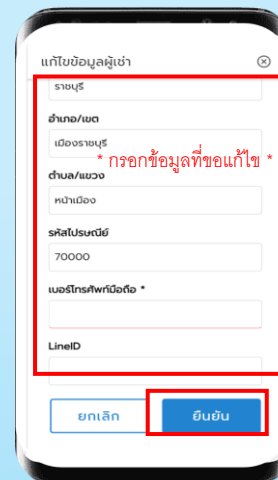 แก้ไขข้อมูลผู้เช่า
ราชบุรี
อำเภอ/เขต
เมืองราชบุรี
* กรอกข้อมูลที่ขอแก้ไข *
ตำบล/แขวง
หน้าเมือง
รหัสไปรษณีย์
70000
เบอร์โทรศัพท์มือถือ *
LineID
ยกเลิก
ยืนยัน